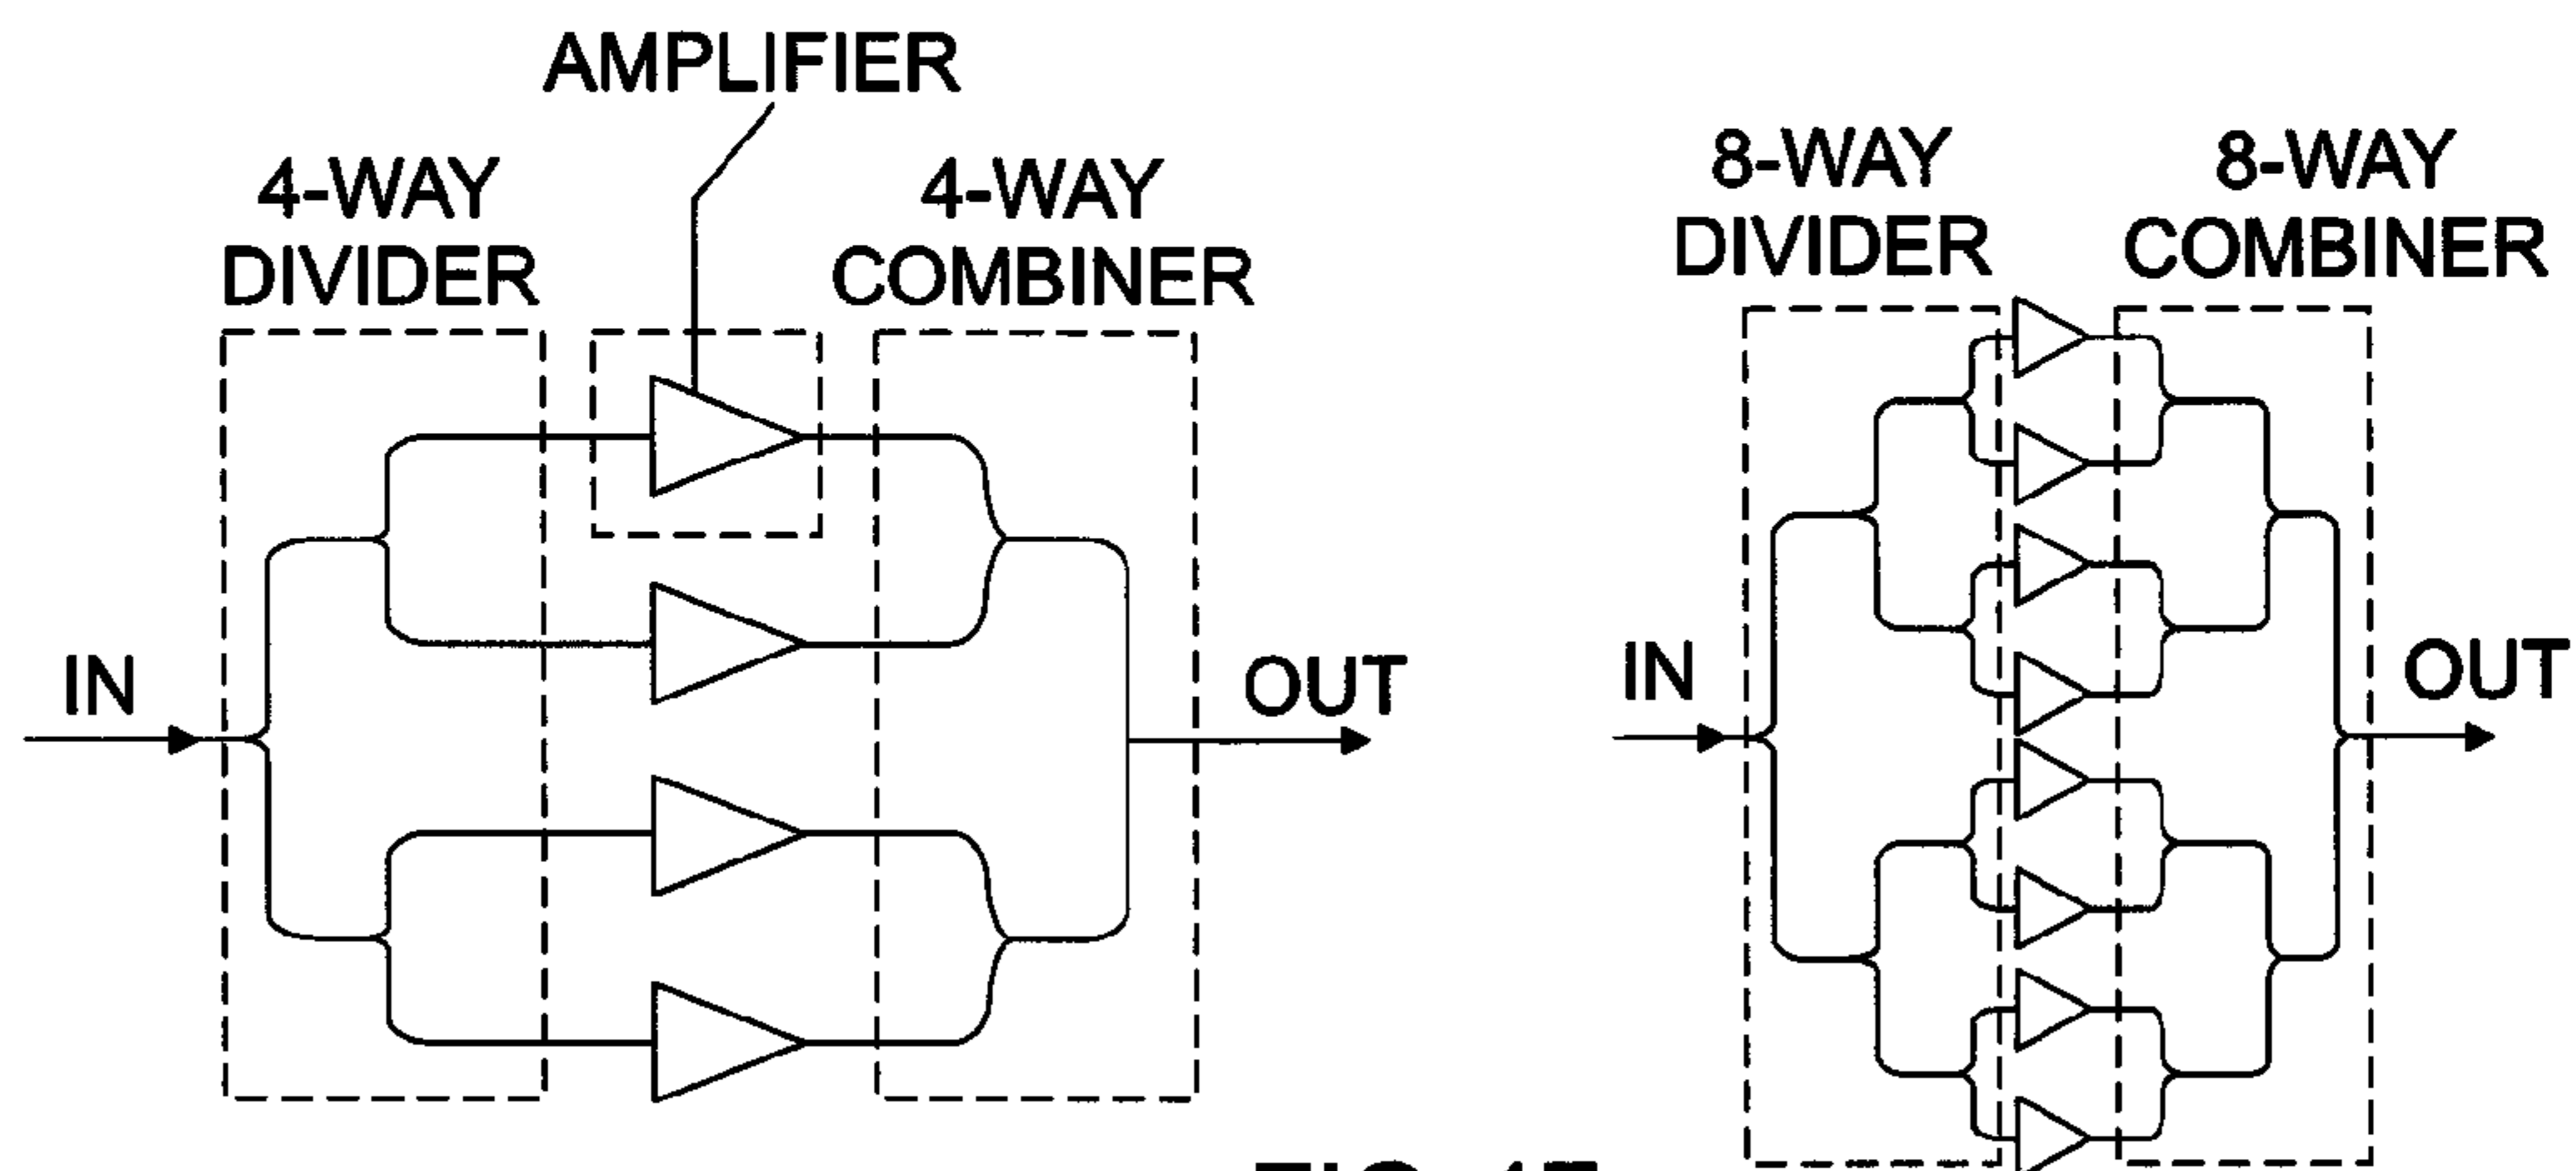 AMPLIFIER
4-WAY
DIVIDER
4-WAY
COMBINER
IN
OUT
8-WAY
DIVIDER
8-WAY
COMBINER
IN
OUT